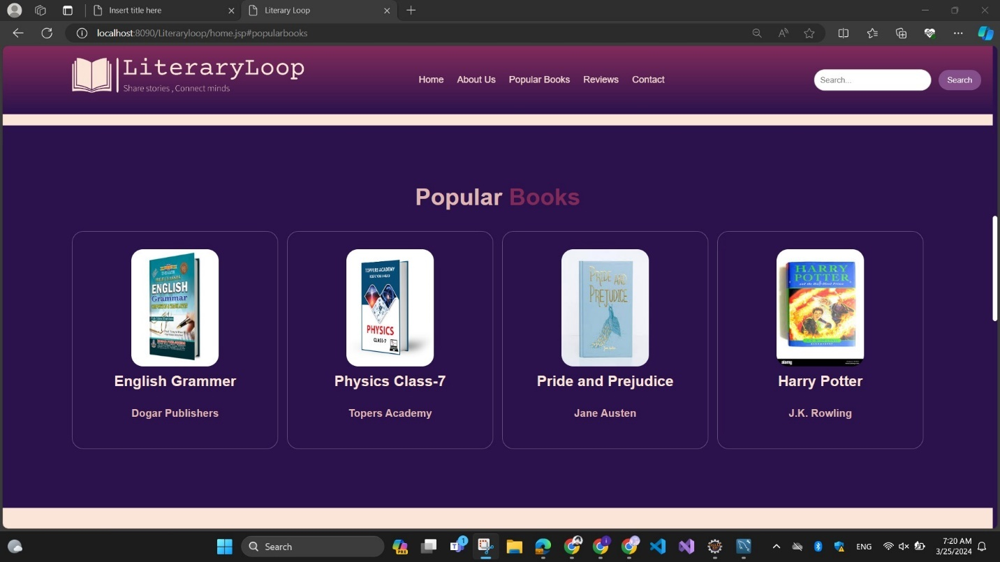 Insert title here
Literary Loop
localhost:8090/Literaryloop/home.jsp#popularbooks
LiteraryLoop
Share stories , Connect minds
Home About Us Popular Books Reviews Contact
Search...
Search
Popular Books
ENGLISH
Grammar
TOPPERS ACADEMY
PHYSICS
CLASS-7
PRIDE AND
PREJUDICE
HARRY
POTTER
and the Half-Blood Prince
alamy
English Grammer
Dogar Publishers
Physics Class-7
Topers Academy
Pride and Prejudice
Jane Austen
Harry Potter
J.K. Rowling
Search
PRE
1
ENG
7:20 AM
3/25/2024